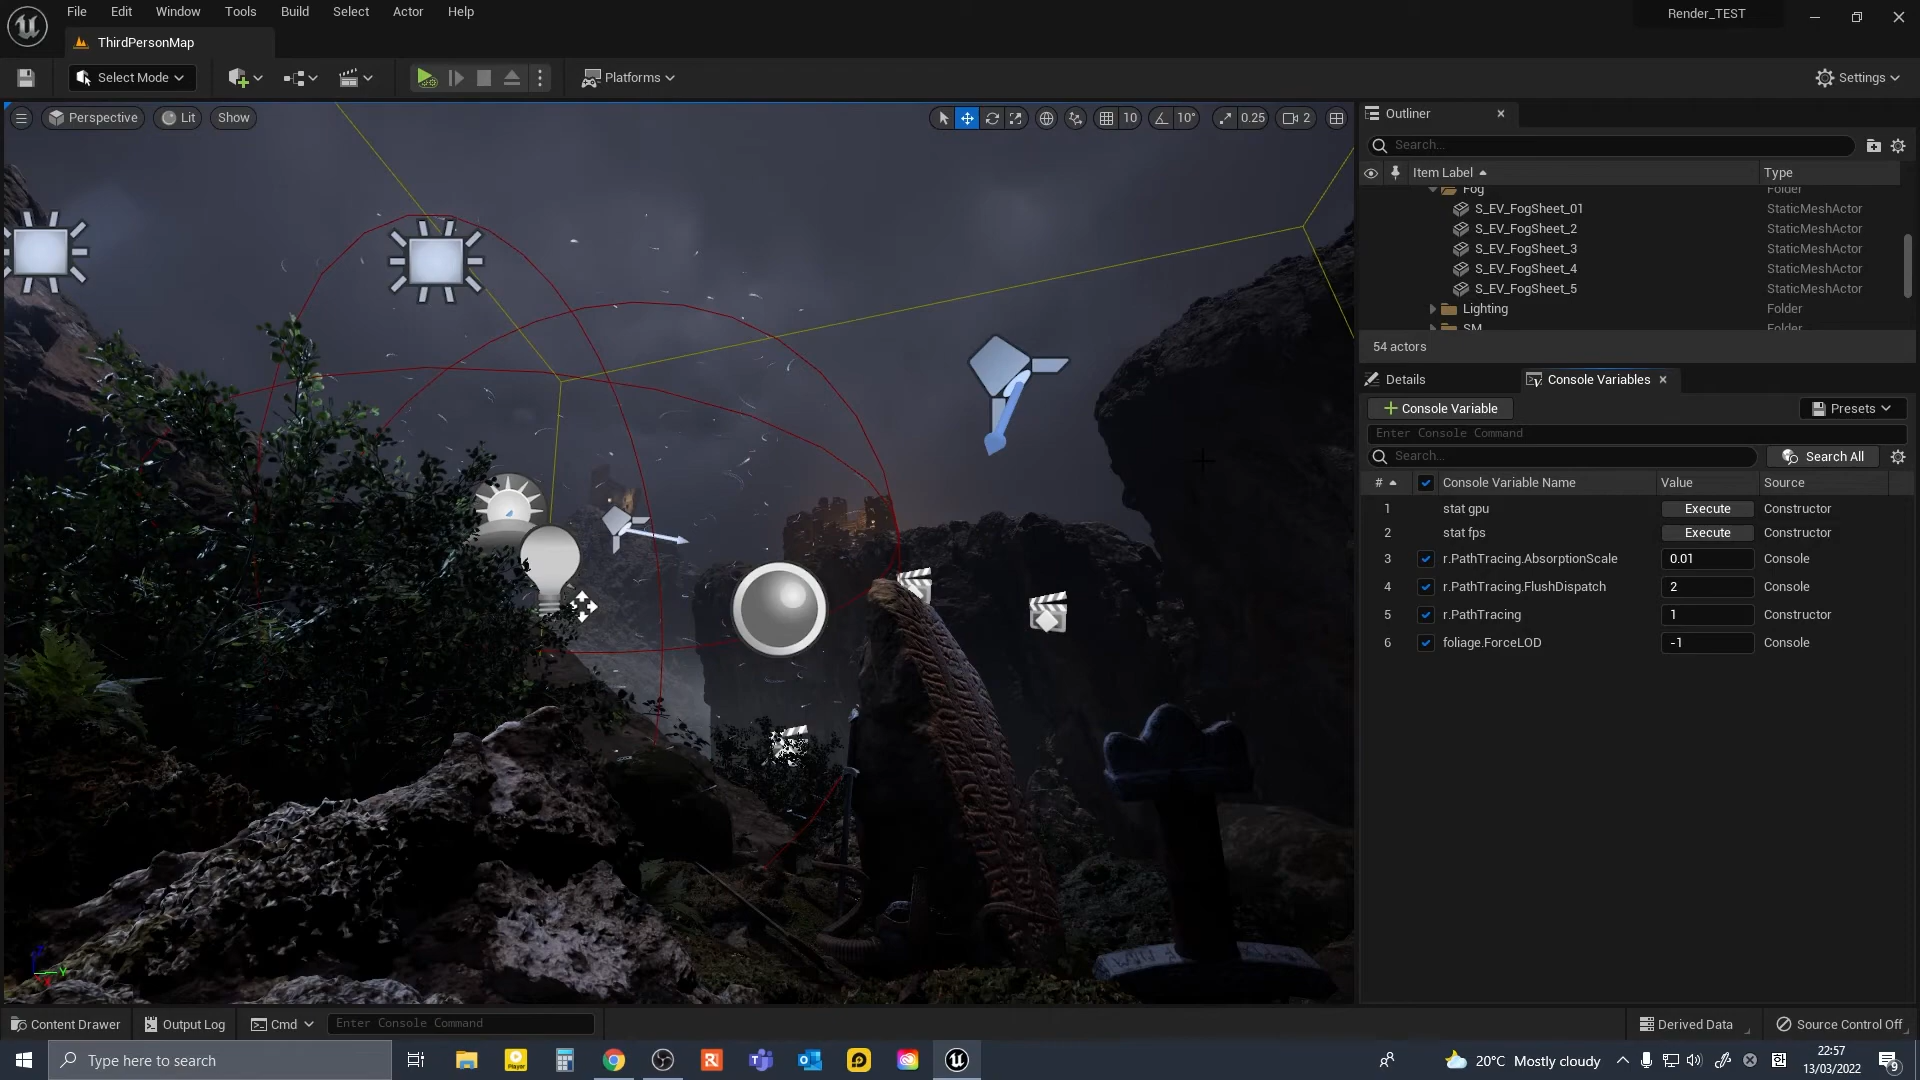 File Edit Window Tools Build Select Actor Help
Render_TEST
ThirdPersonMap
Select Mode
Platforms
Settings
Perspective Lit Show
10 10° 0.25 2
Outliner
Search...
Item Label Type
Fog Folder
S_EV_FogSheet_01 StaticMeshActor
S_EV_FogSheet_2 StaticMeshActor
S_EV_FogSheet_3 StaticMeshActor
S_EV_FogSheet_4 StaticMeshActor
S_EV_FogSheet_5 StaticMeshActor
Lighting Folder
SM Folder
54 actors
Details Console Variables
+ Console Variable Presets
Enter Console Command
Search... Search All
# Console Variable Name Value Source
1 stat gpu Execute Constructor
2 stat fps Execute Constructor
3 r.PathTracing.AbsorptionScale 0.01 Console
4 r.PathTracing.FlushDispatch 2 Console
5 r.PathTracing 1 Constructor
6 foliage.ForceLOD -1 Console
Z Y X
Content Drawer Output Log Cmd Enter Console Command Derived Data Source Control Off
Type here to search
Player
20°C Mostly cloudy
22:57
13/03/2022
9